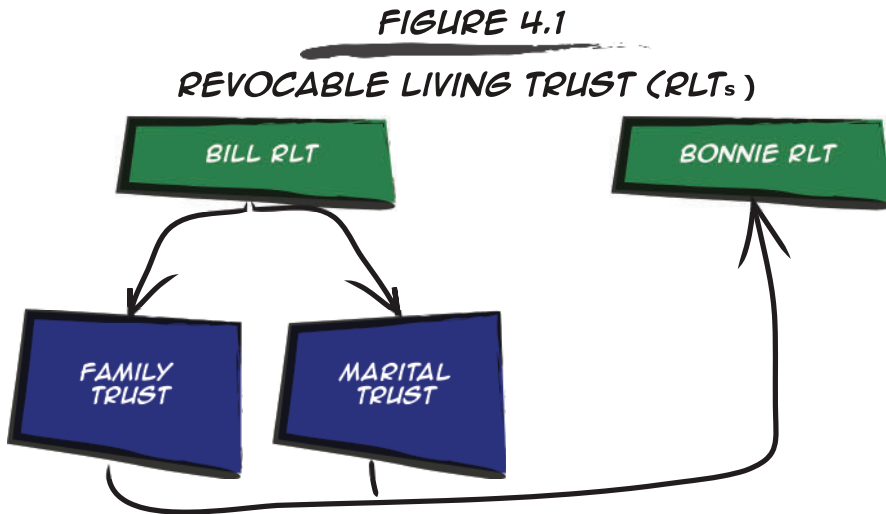 FIGURE 4.1
REVOCABLE LIVING TRUST (RLTs)
BILL RLT
BONNIE RLT
FAMILY
TRUST
MARITAL
TRUST